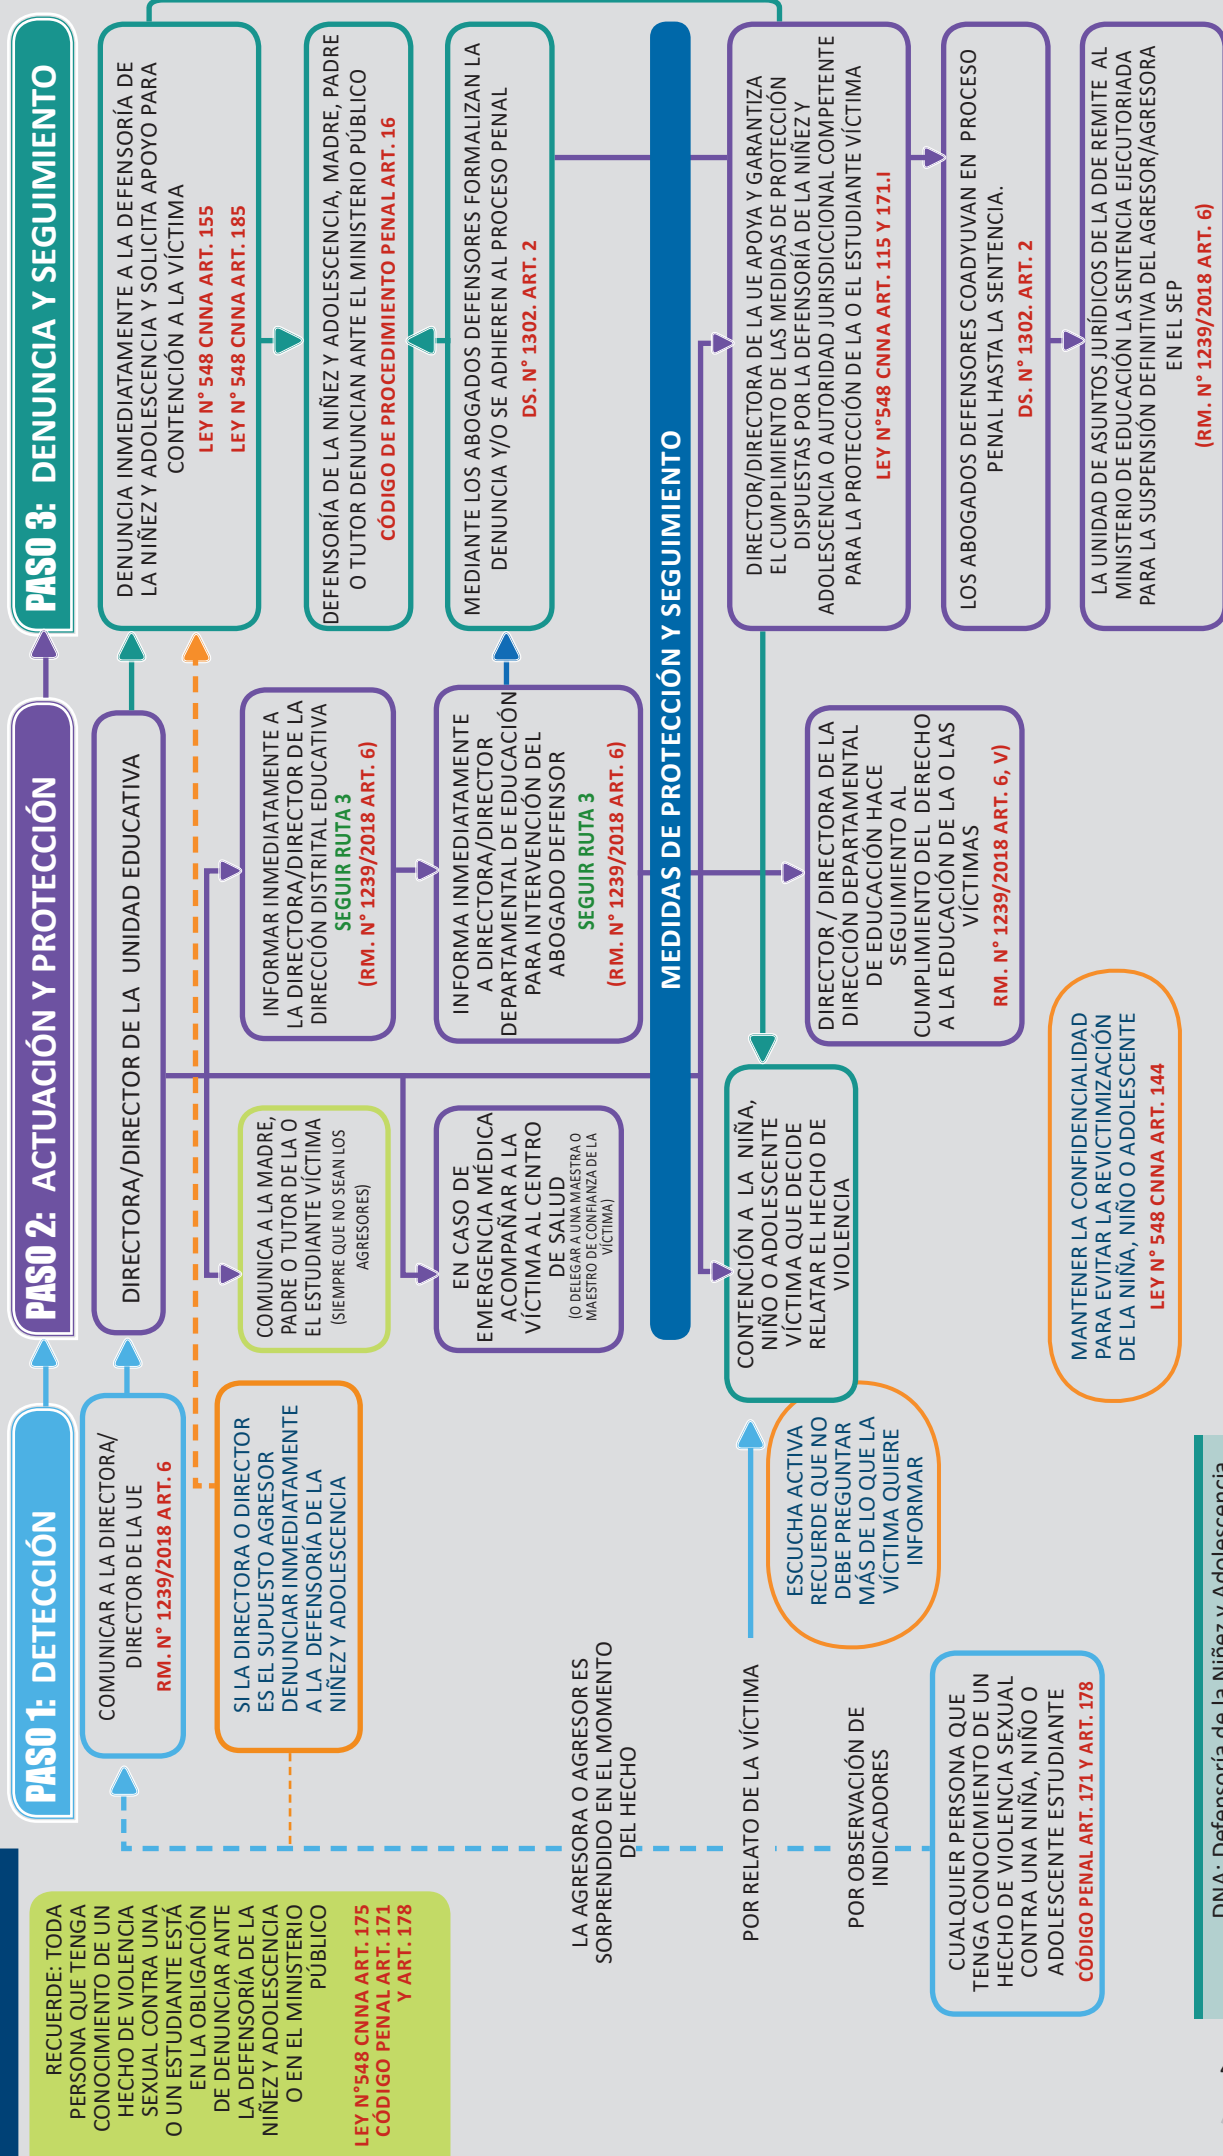 RECUERDE: TODA
PERSONA QUE TENGA
CONOCIMIENTO DE UN
HECHO DE VIOLENCIA
SEXUAL CONTRA UNA
O UN ESTUDIANTE ESTÁ
EN LA OBLIGACIÓN
DE DENUNCIAR ANTE
LA DEFENSORÍA DE LA
NIÑEZ Y ADOLESCENCIA
O EN EL MINISTERIO
PÚBLICO
LEY N°548 CNNA ART. 175
CÓDIGO PENAL ART. 171
Y ART. 178
PASO 1: DETECCIÓN
COMUNICAR A LA DIRECTORA/
DIRECTOR DE LA UE
RM. N° 1239/2018 ART. 6
SI LA DIRECTORA O DIRECTOR
ES EL SUPUESTO AGRESOR
DENUNCIAR INMEDIATAMENTE
A LA DEFENSORÍA DE LA
NIÑEZ Y ADOLESCENCIA
LA AGRESORA O AGRESOR ES
SORPRENDIDO EN EL MOMENTO
DEL HECHO
POR RELATO DE LA VÍCTIMA
POR OBSERVACIÓN DE
INDICADORES
CUALQUIER PERSONA QUE
TENGA CONOCIMIENTO DE UN
HECHO DE VIOLENCIA SEXUAL
CONTRA UNA NIÑA, NIÑO O
ADOLESCENTE ESTUDIANTE
CÓDIGO PENAL ART. 171 Y ART. 178
ESCUCHA ACTIVA
RECUERDE QUE NO
DEBE PREGUNTAR
MÁS DE LO QUE LA
VÍCTIMA QUIERE
INFORMAR
PASO 2: ACTUACIÓN Y PROTECCIÓN
DIRECTORA/DIRECTOR DE LA UNIDAD EDUCATIVA
COMUNICA A LA MADRE,
PADRE O TUTOR DE LA O
EL ESTUDIANTE VÍCTIMA
(SIEMPRE QUE NO SEAN LOS
AGRESORES)
INFORMAR INMEDIATAMENTE A
LA DIRECTORA/DIRECTOR DE LA
DIRECCIÓN DISTRITAL EDUCATIVA
SEGUIR RUTA 3
(RM. N° 1239/2018 ART. 6)
EN CASO DE
EMERGENCIA MÉDICA
ACOMPAÑAR A LA
VÍCTIMA AL CENTRO
DE SALUD
(O DELEGAR A UNA MAESTRA O
MAESTRO DE CONFIANZA DE LA
VÍCTIMA)
INFORMA INMEDIATAMENTE
A DIRECTORA/DIRECTOR
DEPARTAMENTAL DE EDUCACIÓN
PARA INTERVENCIÓN DEL
ABOGADO DEFENSOR
SEGUIR RUTA 3
(RM. N° 1239/2018 ART. 6)
PASO 3: DENUNCIA Y SEGUIMIENTO
DENUNCIA INMEDIATAMENTE A LA DEFENSORÍA DE
LA NIÑEZ Y ADOLESCENCIA Y SOLICITA APOYO PARA
CONTENCIÓN A LA VÍCTIMA
LEY N° 548 CNNA ART. 155
LEY N° 548 CNNA ART. 185
DEFENSORÍA DE LA NIÑEZ Y ADOLESCENCIA, MADRE, PADRE
O TUTOR DENUNCIAN ANTE EL MINISTERIO PÚBLICO
CÓDIGO DE PROCEDIMIENTO PENAL ART. 16
MEDIANTE LOS ABOGADOS DEFENSORES FORMALIZAN LA
DENUNCIA Y/O SE ADHIEREN AL PROCESO PENAL
DS. N° 1302. ART. 2
MEDIDAS DE PROTECCIÓN Y SEGUIMIENTO
CONTENCIÓN A LA NIÑA,
NIÑO O ADOLESCENTE
VÍCTIMA QUE DECIDE
RELATAR EL HECHO DE
VIOLENCIA
DIRECTOR / DIRECTORA DE LA
DIRECCIÓN DEPARTAMENTAL
DE EDUCACIÓN HACE
SEGUIMIENTO AL
CUMPLIMIENTO DEL DERECHO
A LA EDUCACIÓN DE LA O LAS
VÍCTIMAS
RM. N° 1239/2018 ART. 6, V)
DIRECTOR/DIRECTORA DE LA UE APOYA Y GARANTIZA
EL CUMPLIMIENTO DE LAS MEDIDAS DE PROTECCIÓN
DISPUESTAS POR LA DEFENSORÍA DE LA NIÑEZ Y
ADOLESCENCIA O AUTORIDAD JURISDICCIONAL COMPETENTE
PARA LA PROTECCIÓN DE LA O EL ESTUDIANTE VÍCTIMA
LEY N°548 CNNA ART. 115 Y 171.I
LOS ABOGADOS DEFENSORES COADYUVAN EN PROCESO
PENAL HASTA LA SENTENCIA.
DS. N° 1302. ART. 2
LA UNIDAD DE ASUNTOS JURÍDICOS DE LA DDE REMITE AL
MINISTERIO DE EDUCACIÓN LA SENTENCIA EJECUTORIADA
PARA LA SUSPENSIÓN DEFINITIVA DEL AGRESOR/AGRESORA
EN EL SEP
(RM. N° 1239/2018 ART. 6)
MANTENER LA CONFIDENCIALIDAD
PARA EVITAR LA REVICTIMIZACIÓN
DE LA NIÑA, NIÑO O ADOLESCENTE
LEY N° 548 CNNA ART. 144
DNA: Defensoría de la Niñez y Adolescencia